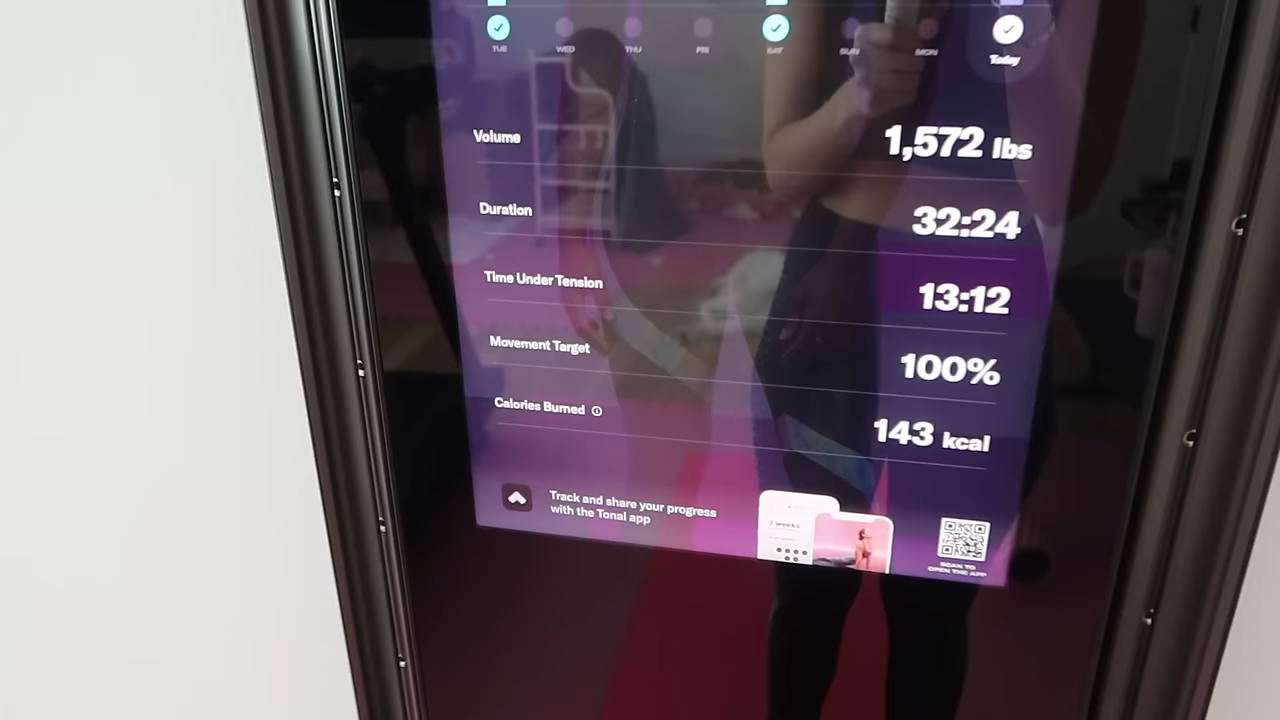 TUE WED THU FRI SAT SUN MON Today
Volume 1,572 lbs
Duration 32:24
Time Under Tension 13:12
Movement Target 100%
Calories Burned 143 kcal
Track and share your progress
with the Tonal app
7 weeks
SCAN TO
OPEN THE APP